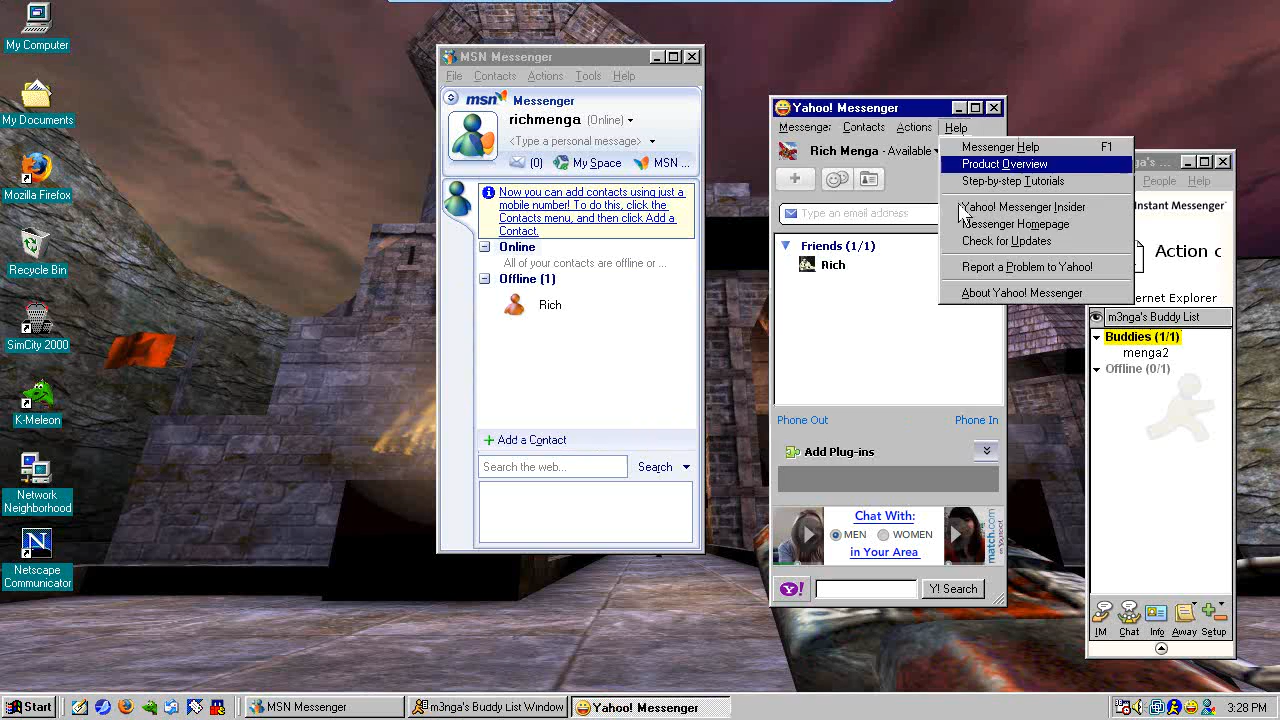 My Computer
My Documents
Mozilla Firefox
Recycle Bin
SimCity 2000
K-Meleon
Network
Neighborhood
Netscape
Communicator
MSN Messenger
File Contacts Actions Tools Help
msn Messenger
richmenga (Online)
<Type a personal message>
(0) My Space MSN ...
Now you can add contacts using just a
mobile number! To do this, click the
Contacts menu, and then click Add a
Contact.
Online
All of your contacts are offline or ...
Offline (1)
Rich
Add a Contact
Search the web...
Search
Yahoo! Messenger
Messenger Contacts Actions Help
Rich Menga - Available
Type an email address
Friends (1/1)
Rich
Phone Out Phone In
Add Plug-ins
Chat With:
MEN WOMEN
in Your Area
match.com
Y! Y! Search
Messenger Help F1
Product Overview
Step-by-step Tutorials
Yahoo! Messenger Insider
Messenger Homepage
Check for Updates
Report a Problem to Yahoo!
About Yahoo! Messenger
's ...
People Help
Instant Messenger
Action
ernet Explorer
m3nga's Buddy List
Buddies (1/1)
menga2
Offline (0/1)
IM Chat Info Away Setup
Start
MSN Messenger
m3nga's Buddy List Window
Yahoo! Messenger
3:28 PM